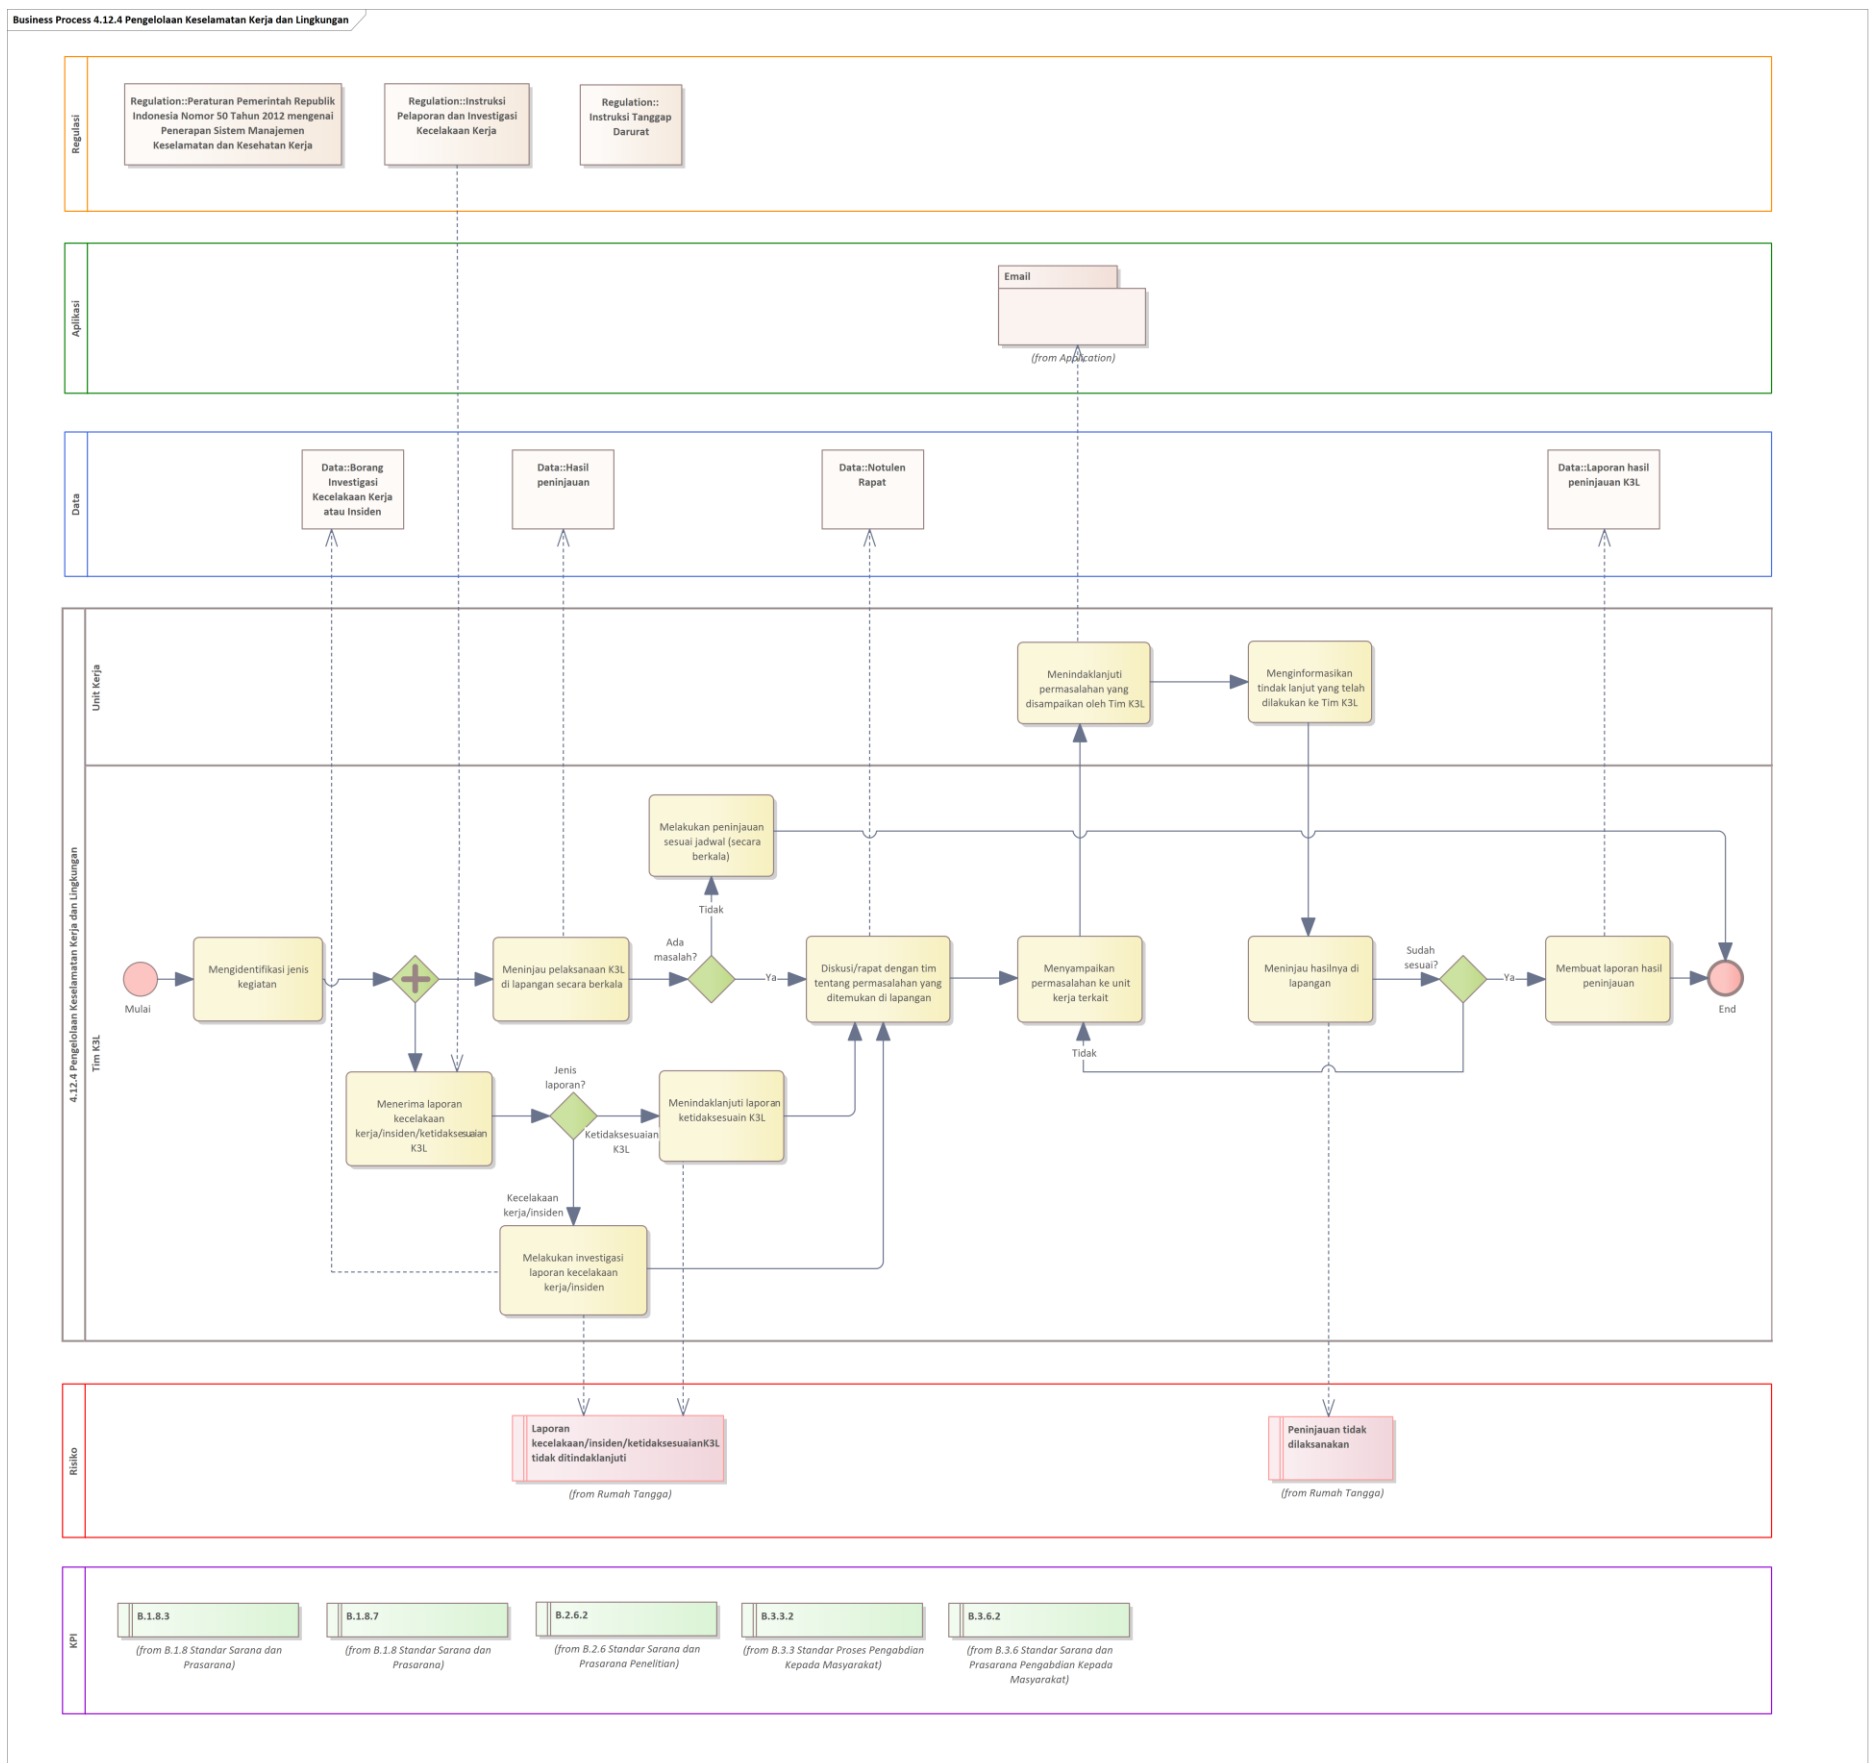 Business Process 4.12.4 Pengelolaan Keselamatan Kerja dan Lingkungan
Regulasi
Regulation::Peraturan Pemerintah Republik
Indonesia Nomor 50 Tahun 2012 mengenai
Penerapan Sistem Manajemen
Keselamatan dan Kesehatan Kerja
Regulation::Instruksi
Pelaporan dan Investigasi
Kecelakaan Kerja
Regulation::
Instruksi Tanggap
Darurat
Aplikasi
Email
(from Application)
Data
Data::Borang
Investigasi
Kecelakaan Kerja
atau Insiden
Data::Hasil
peninjauan
Data::Notulen
Rapat
Data::Laporan hasil
peninjauan K3L
4.12.4 Pengelolaan Keselamatan Kerja dan Lingkungan
Unit Kerja
Menindaklanjuti
permasalahan yang
disampaikan oleh Tim K3L
Menginformasikan
tindak lanjut yang telah
dilakukan ke Tim K3L
Tim K3L
Melakukan peninjauan
sesuai jadwal (secara
berkala)
Tidak
Mulai
Mengidentifikasi jenis
kegiatan
Meninjau pelaksanaan K3L
di lapangan secara berkala
Ada
masalah?
Ya
Diskusi/rapat dengan tim
tentang permasalahan yang
ditemukan di lapangan
Menyampaikan
permasalahan ke unit
kerja terkait
Meninjau hasilnya di
lapangan
Sudah
sesuai?
Ya
Membuat laporan hasil
peninjauan
End
Tidak
Menerima laporan
kecelakaan
kerja/insiden/ketidaksesuaian
K3L
Jenis
laporan?
Ketidaksesuaian
K3L
Menindaklanjuti laporan
ketidaksesuain K3L
Kecelakaan
kerja/insiden
Melakukan investigasi
laporan kecelakaan
kerja/insiden
Risiko
Laporan
kecelakaan/insiden/ketidaksesuaianK3L
tidak ditindaklanjuti
(from Rumah Tangga)
Peninjauan tidak
dilaksanakan
(from Rumah Tangga)
KPI
B.1.8.3
(from B.1.8 Standar Sarana dan
Prasarana)
B.1.8.7
(from B.1.8 Standar Sarana dan
Prasarana)
B.2.6.2
(from B.2.6 Standar Sarana dan
Prasarana Penelitian)
B.3.3.2
(from B.3.3 Standar Proses Pengabdian
Kepada Masyarakat)
B.3.6.2
(from B.3.6 Standar Sarana dan
Prasarana Pengabdian Kepada
Masyarakat)